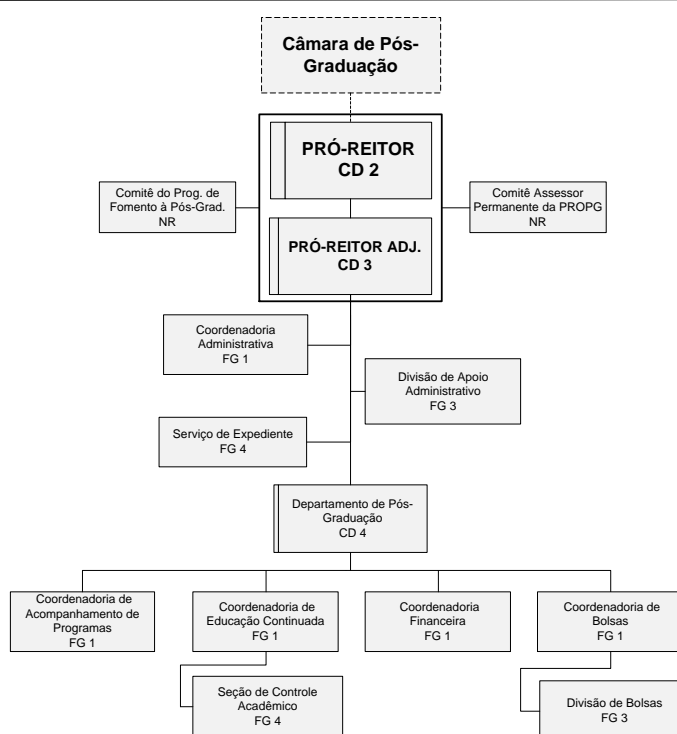 Câmara de Pós-
Graduação
PRÓ-REITOR
CD 2
Comitê do Prog. de
Fomento à Pós-Grad.
NR
Comitê Assessor
Permanente da PROPG
NR
PRÓ-REITOR ADJ.
CD 3
Coordenadoria
Administrativa
FG 1
Divisão de Apoio
Administrativo
FG 3
Serviço de Expediente
FG 4
Departamento de Pós-
Graduação
CD 4
Coordenadoria de
Acompanhamento de
Programas
FG 1
Coordenadoria de
Educação Continuada
FG 1
Coordenadoria
Financeira
FG 1
Coordenadoria de
Bolsas
FG 1
Seção de Controle
Acadêmico
FG 4
Divisão de Bolsas
FG 3